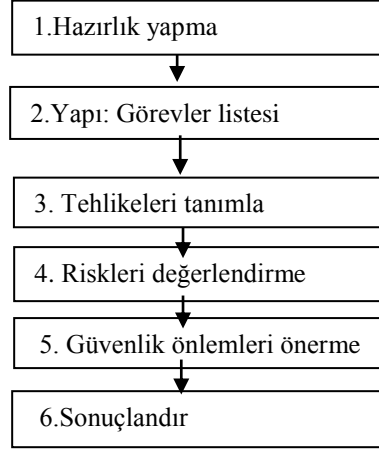 1.Hazırlık yapma
2.Yapı: Görevler listesi
3. Tehlikeleri tanımla
4. Riskleri değerlendirme
5. Güvenlik önlemleri önerme
6.Sonuçlandır